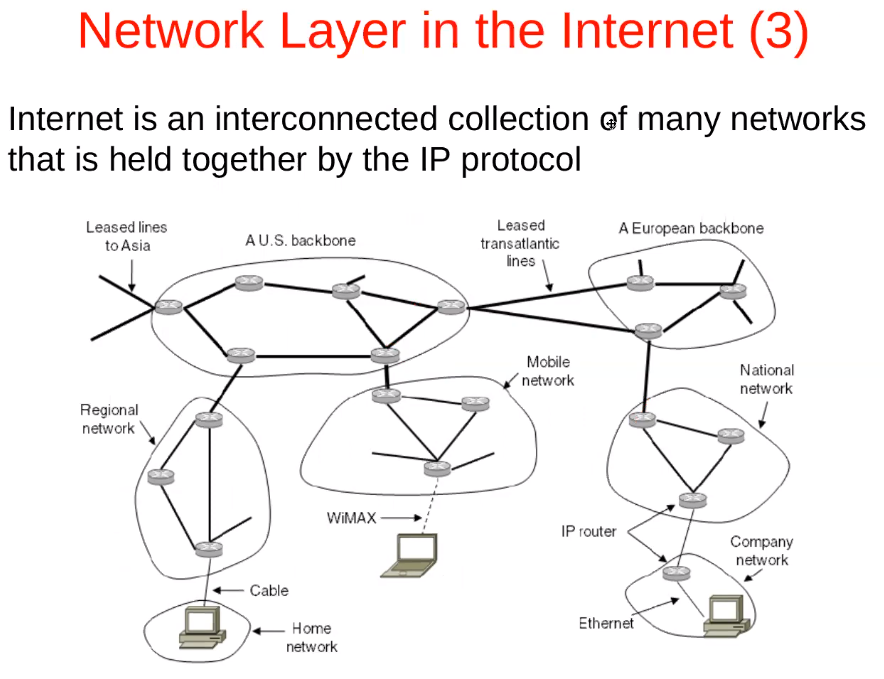 Network Layer in the Internet (3)
Internet is an interconnected collection of many networks
that is held together by the IP protocol
Leased lines
to Asia
A U.S. backbone
Leased
transatlantic
lines
A European backbone
Mobile
network
National
network
Regional
network
WiMAX
IP router
Company
network
Cable
Ethernet
Home
network